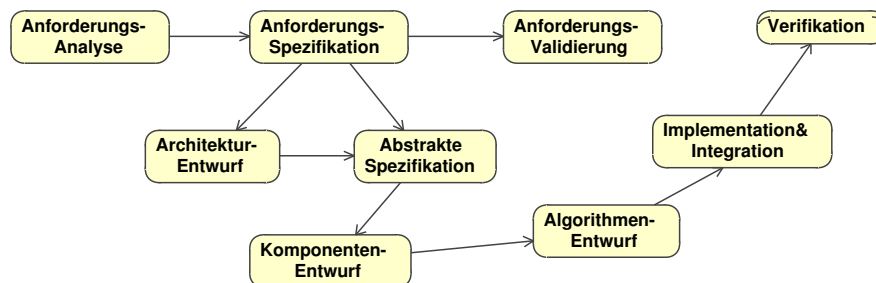 Anforderungs-
Analyse
Anforderungs-
Spezifikation
Anforderungs-
Validierung
Verifikation
Architektur-
Entwurf
Abstrakte
Spezifikation
Implementation&
Integration
Komponenten-
Entwurf
Algorithmen-
Entwurf